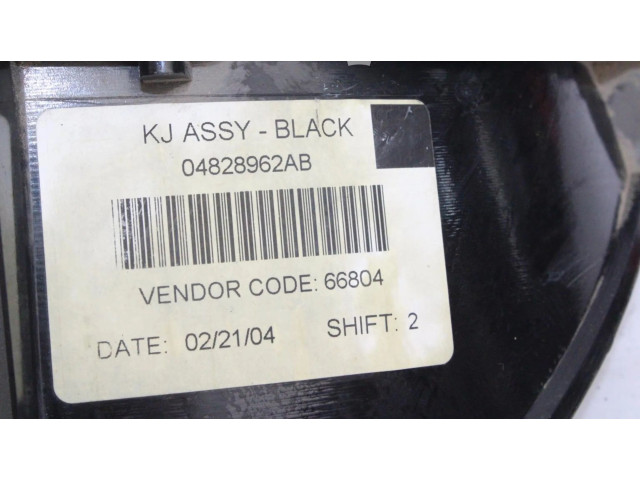 KJ ASSY - BLACK
04828962AB
VENDOR CODE: 66804
DATE: 02/21/04 SHIFT: 2